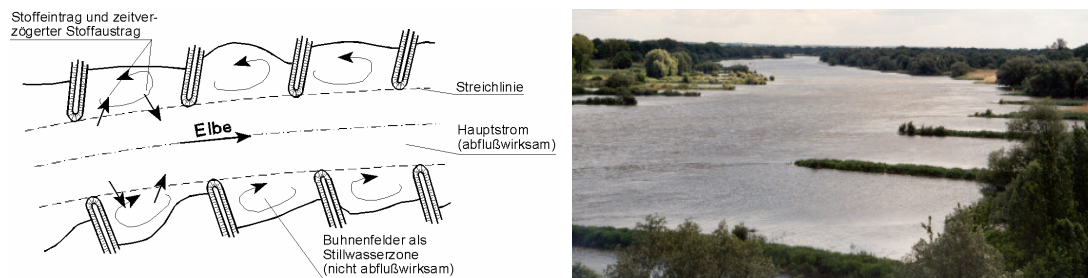 Stoffeintrag und zeitver-
zögerter Stoffaustrag
Streichlinie
Elbe
Hauptstrom
(abflußwirksam)
Buhnenfelder als
Stillwasserzone
(nicht abflußwirksam)